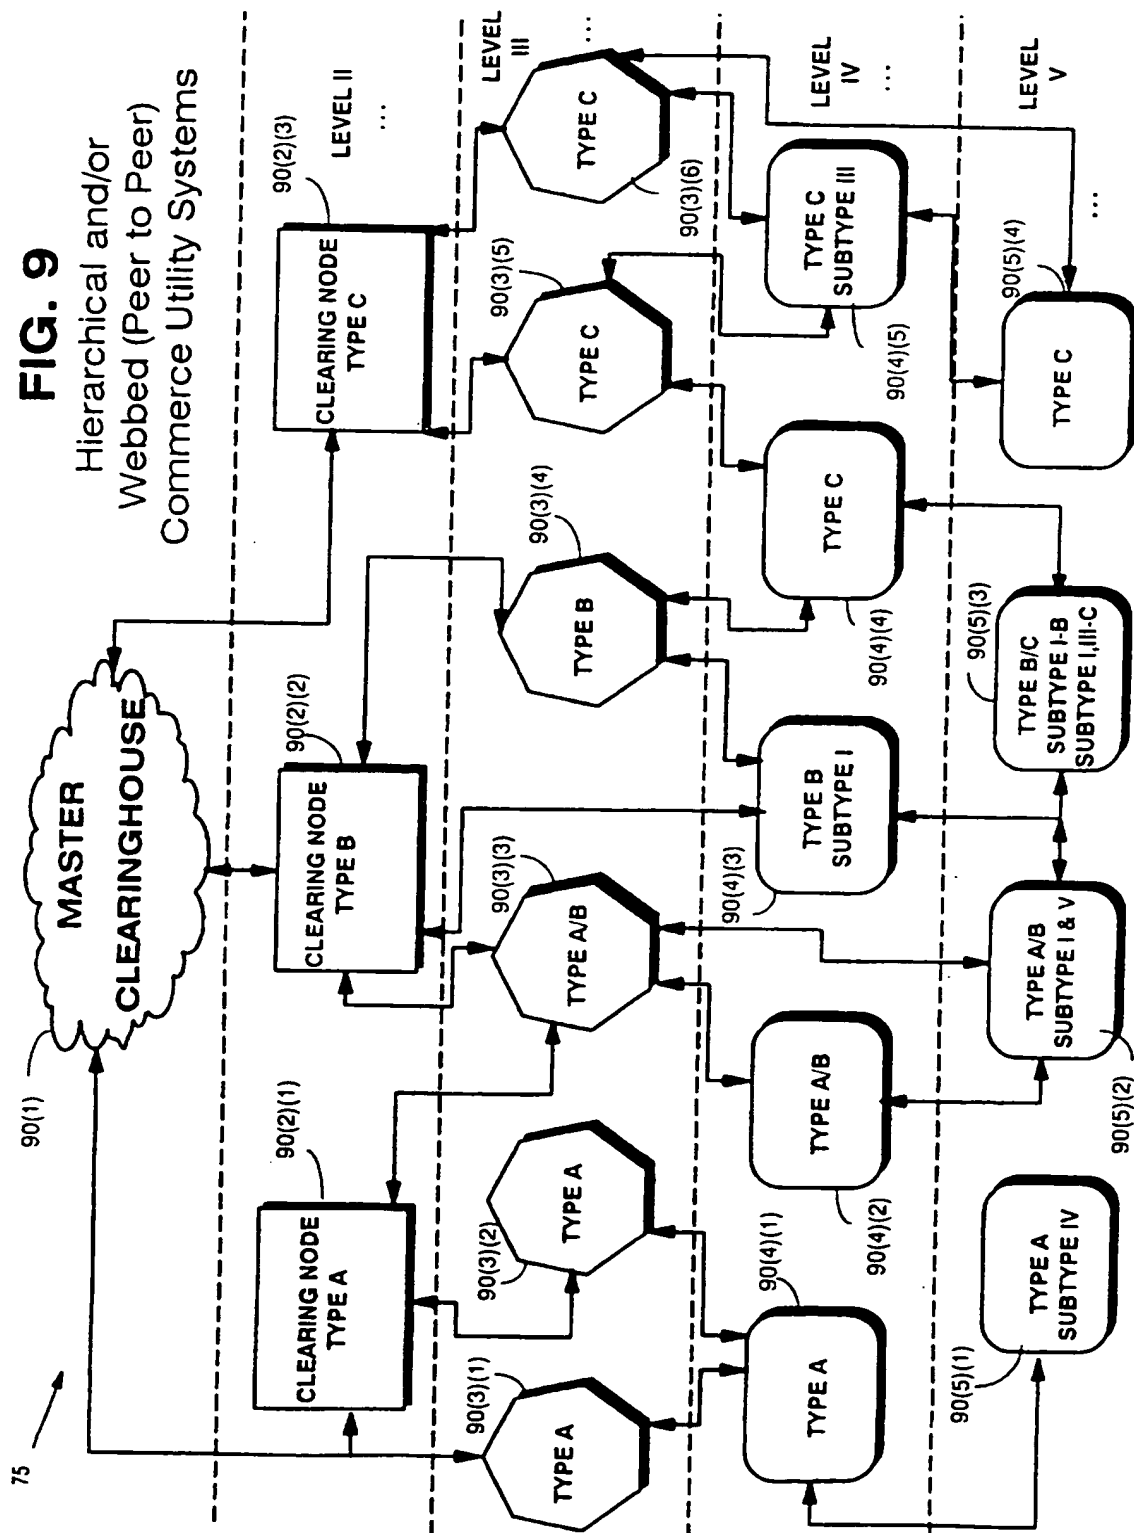 FIG. 9
Hierarchical and/or
Webbed (Peer to Peer)
Commerce Utility Systems
75
90(1)
MASTER
CLEARINGHOUSE
LEVEL II
...
90(2)(1)
CLEARING NODE
TYPE A
90(2)(2)
CLEARING NODE
TYPE B
90(2)(3)
CLEARING NODE
TYPE C
LEVEL
III
...
90(3)(1)
TYPE A
90(3)(2)
TYPE A
90(3)(3)
TYPE A/B
90(3)(4)
TYPE B
90(3)(5)
TYPE C
90(3)(6)
TYPE C
LEVEL
IV
...
90(4)(1)
TYPE A
90(4)(2)
TYPE A/B
90(4)(3)
TYPE B
SUBTYPE I
90(4)(4)
TYPE C
90(4)(5)
TYPE C
SUBTYPE III
LEVEL
V
...
90(5)(1)
TYPE A
SUBTYPE IV
90(5)(2)
TYPE A/B
SUBTYPE I & V
90(5)(3)
TYPE B/C
SUBTYPE I-B
SUBTYPE I,III-C
90(5)(4)
TYPE C